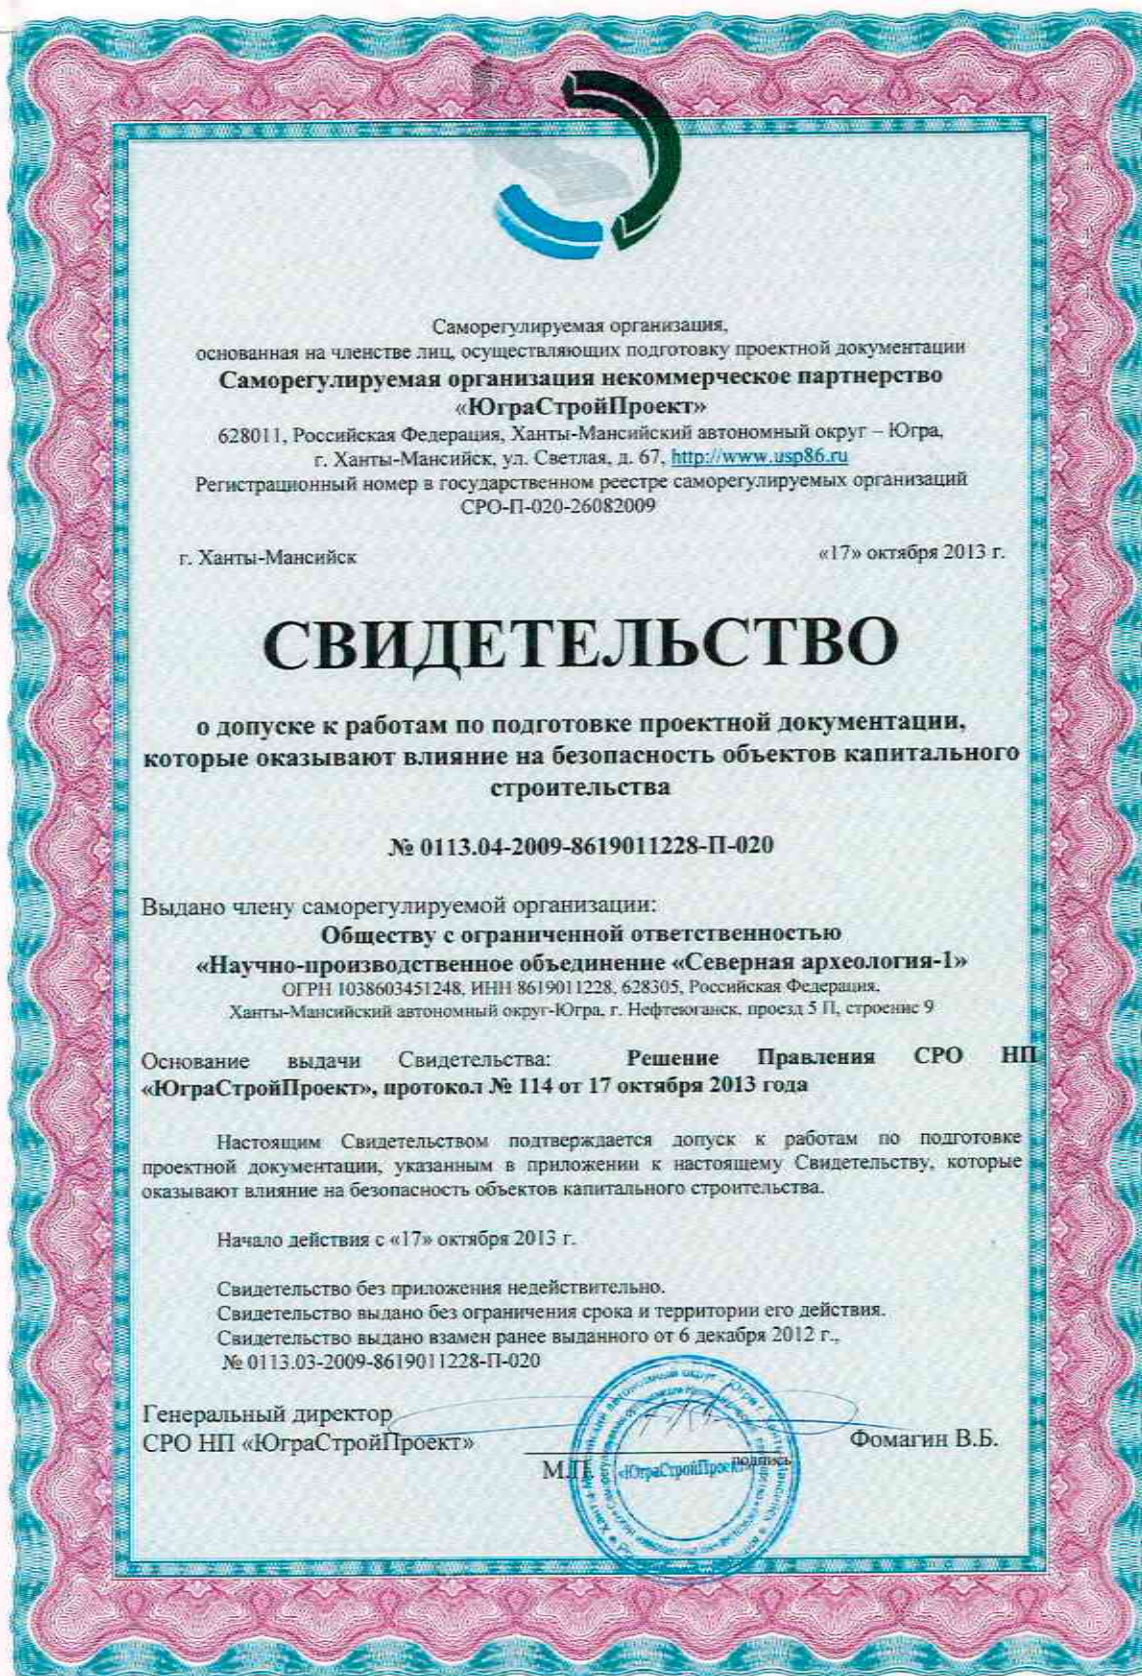 Саморегулируемая организация,
основанная на членстве лиц, осуществляющих подготовку проектной документации
Саморегулируемая организация некоммерческое партнерство
«ЮграСтройПроект»
628011, Российская Федерация, Ханты-Мансийский автономный округ – Югра,
г. Ханты-Мансийск, ул. Светлая, д. 67, http://www.usp86.ru
Регистрационный номер в государственном реестре саморегулируемых организаций
СРО-П-020-26082009
г. Ханты-Мансийск «17» октября 2013 г.
СВИДЕТЕЛЬСТВО
о допуске к работам по подготовке проектной документации,
которые оказывают влияние на безопасность объектов капитального
строительства
№ 0113.04-2009-8619011228-П-020
Выдано члену саморегулируемой организации:
Обществу с ограниченной ответственностью
«Научно-производственное объединение «Северная археология-1»
ОГРН 1038603451248, ИНН 8619011228, 628305, Российская Федерация,
Ханты-Мансийский автономный округ-Югра, г. Нефтеюганск, проезд 5 П, строение 9
Основание выдачи Свидетельства: Решение Правления СРО НП
«ЮграСтройПроект», протокол № 114 от 17 октября 2013 года
Настоящим Свидетельством подтверждается допуск к работам по подготовке
проектной документации, указанным в приложении к настоящему Свидетельству, которые
оказывают влияние на безопасность объектов капитального строительства.
Начало действия с «17» октября 2013 г.
Свидетельство без приложения недействительно.
Свидетельство выдано без ограничения срока и территории его действия.
Свидетельство выдано взамен ранее выданного от 6 декабря 2012 г.,
№ 0113.03-2009-8619011228-П-020
Генеральный директор
СРО НП «ЮграСтройПроект» Фомагин В.Б.
М.П. подпись
«ЮграСтройПроект»